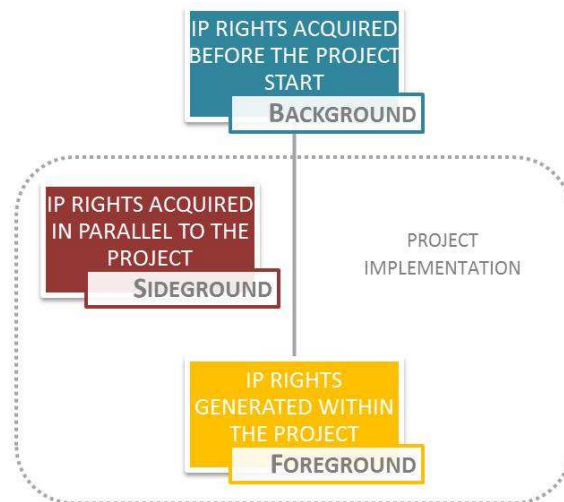 IP RIGHTS ACQUIRED
BEFORE THE PROJECT
START
BACKGROUND
IP RIGHTS ACQUIRED
IN PARALLEL TO THE
PROJECT
SIDEGROUND
PROJECT
IMPLEMENTATION
IP RIGHTS
GENERATED WITHIN
THE PROJECT
FOREGROUND